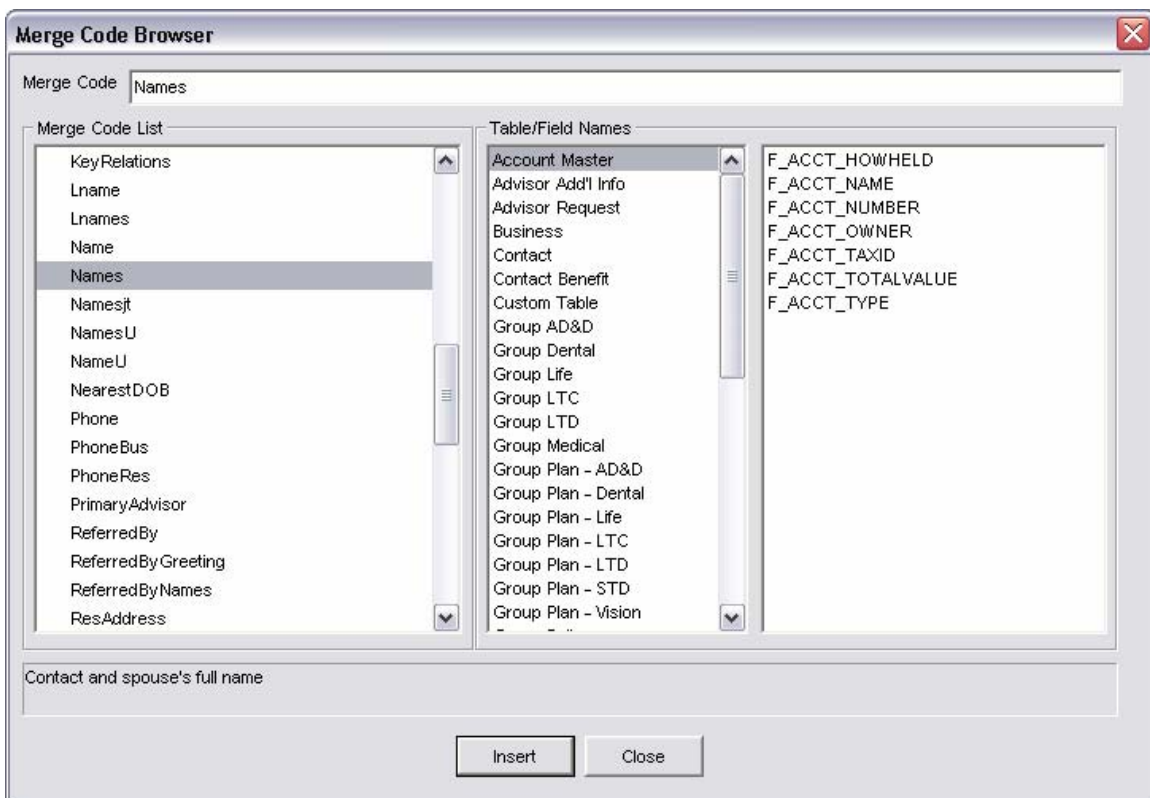 Merge Code Browser
Merge Code Names
Merge Code List
KeyRelations
Lname
Lnames
Name
Names
Namesjt
NamesU
NameU
NearestDOB
Phone
PhoneBus
PhoneRes
PrimaryAdvisor
ReferredBy
ReferredByGreeting
ReferredByNames
ResAddress
Table/Field Names
Account Master
Advisor Add'l Info
Advisor Request
Business
Contact
Contact Benefit
Custom Table
Group AD&D
Group Dental
Group Life
Group LTC
Group LTD
Group Medical
Group Plan - AD&D
Group Plan - Dental
Group Plan - Life
Group Plan - LTC
Group Plan - LTD
Group Plan - STD
Group Plan - Vision
F_ACCT_HOWHELD
F_ACCT_NAME
F_ACCT_NUMBER
F_ACCT_OWNER
F_ACCT_TAXID
F_ACCT_TOTALVALUE
F_ACCT_TYPE
Contact and spouse's full name
Insert
Close